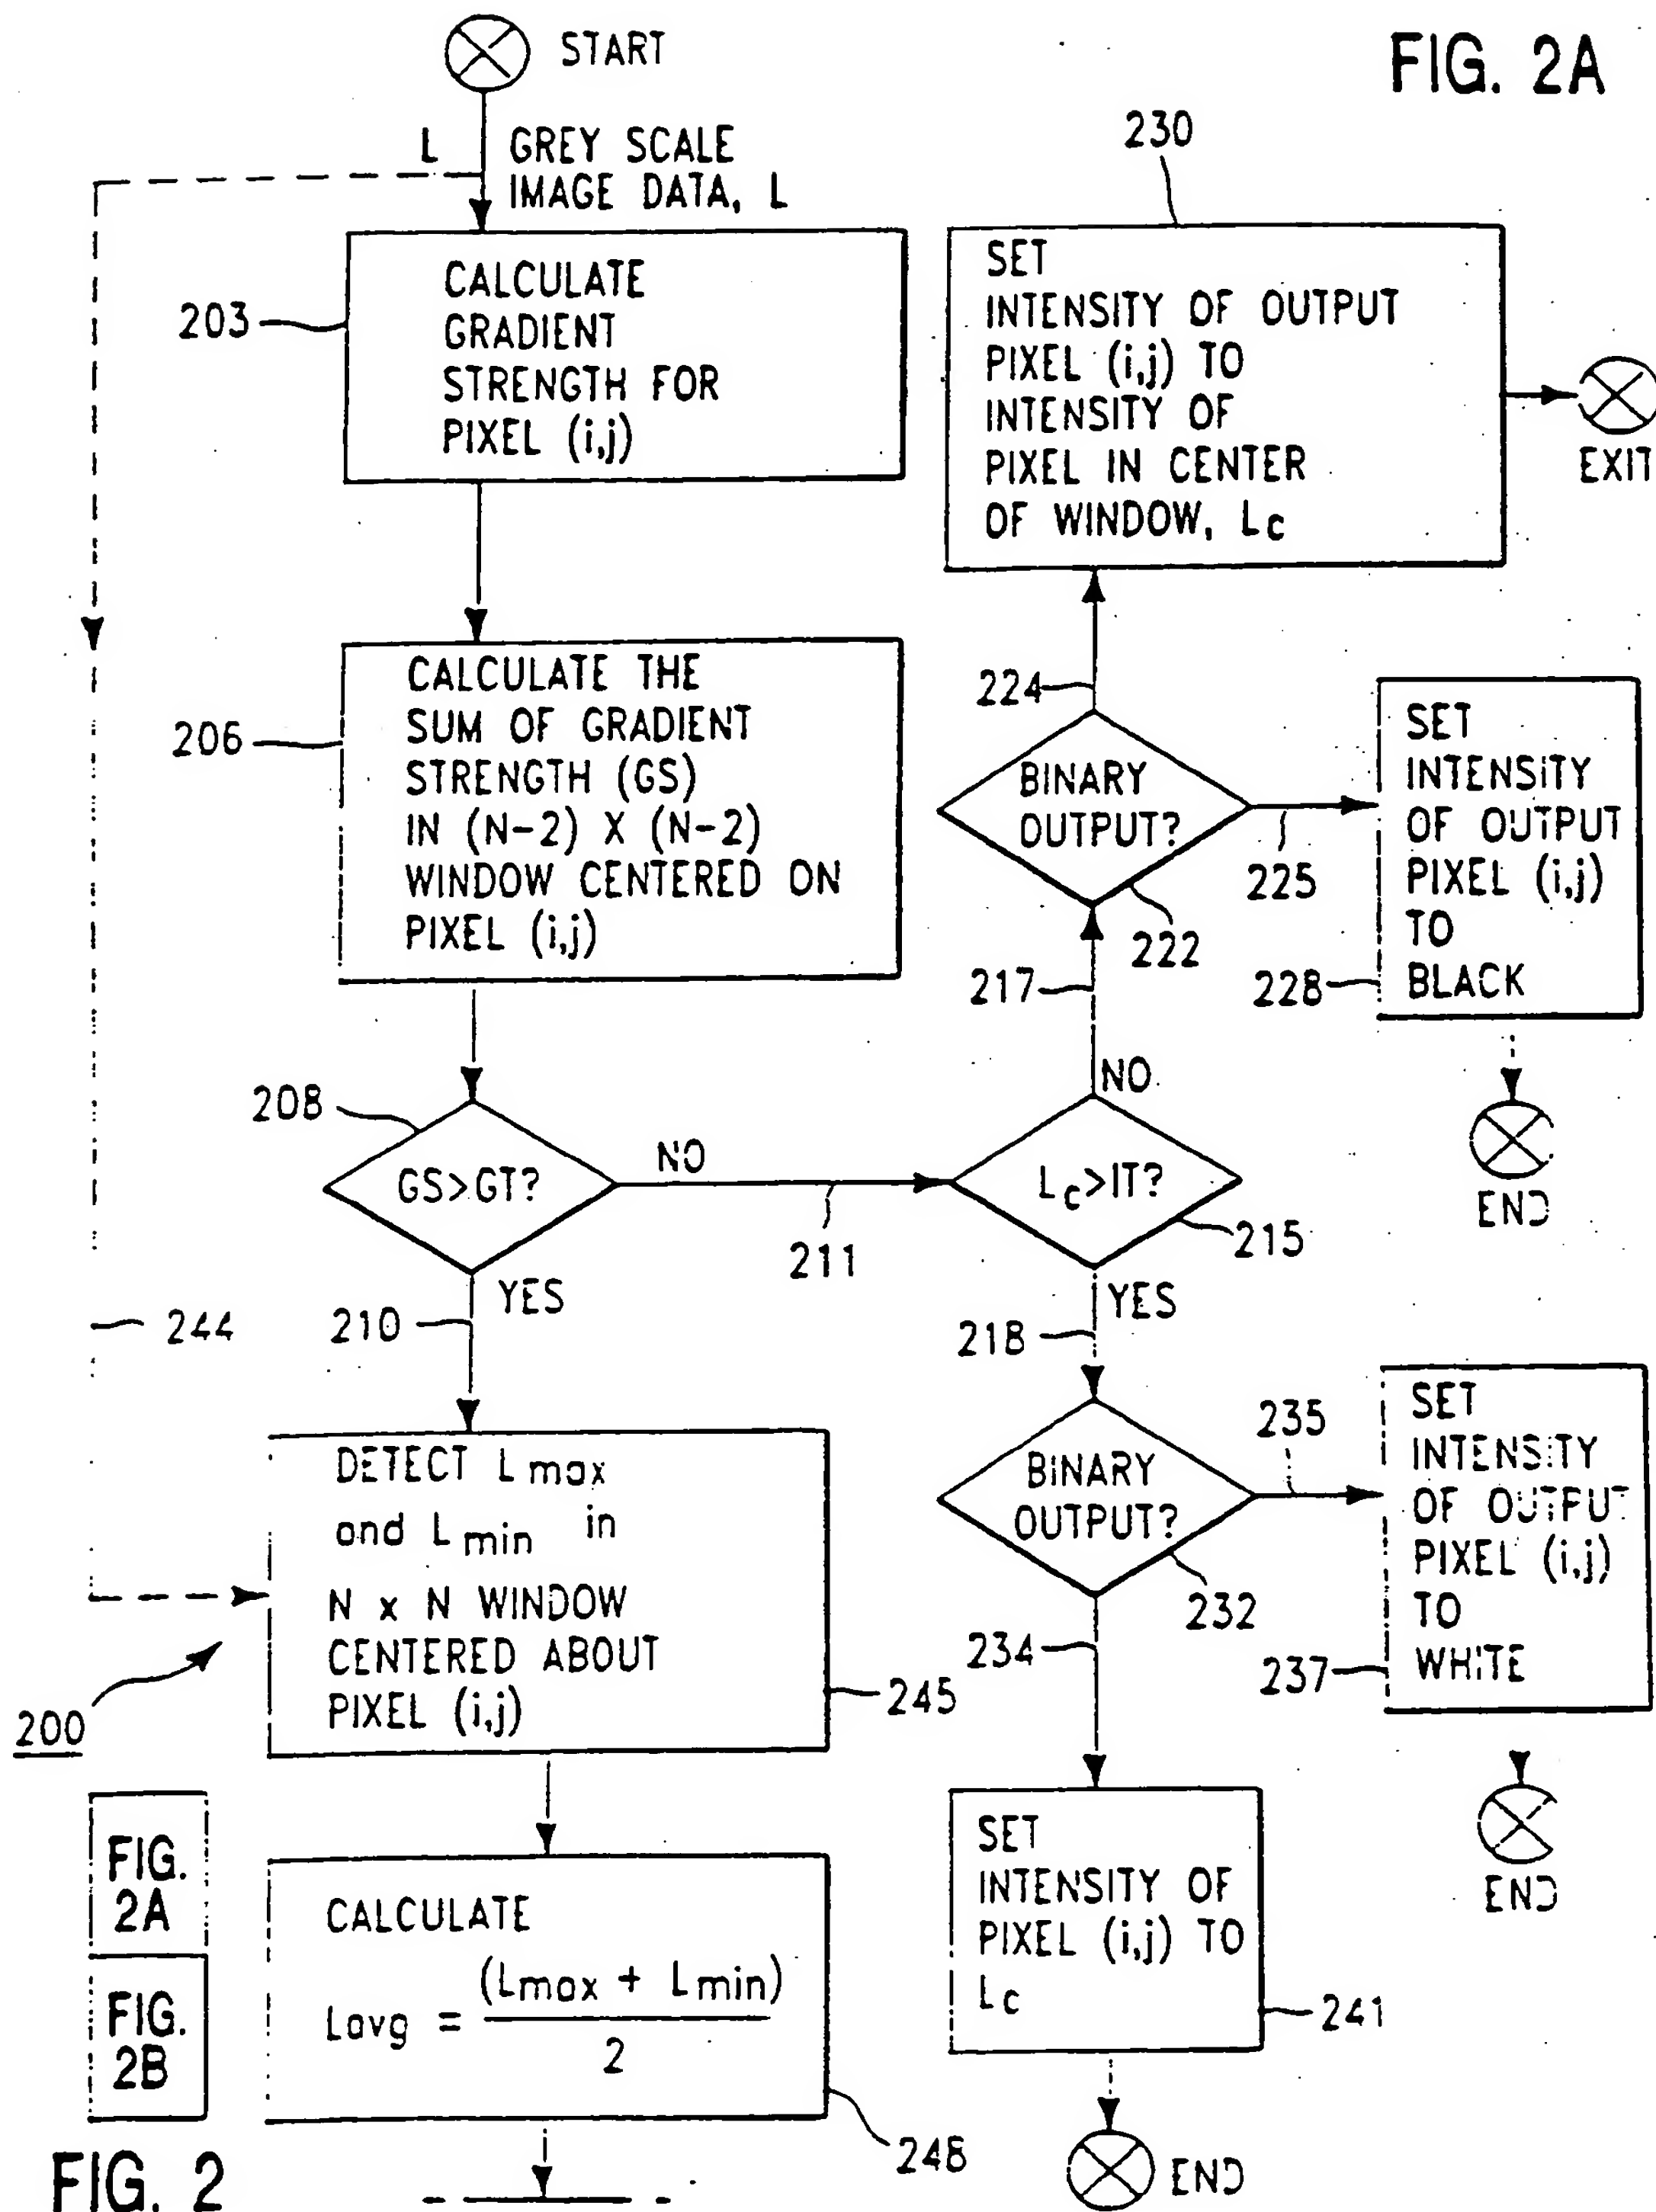 FIG. 2A
START
L
GREY SCALE
IMAGE DATA, L
203
CALCULATE
GRADIENT
STRENGTH FOR
PIXEL (i,j)
206
CALCULATE THE
SUM OF GRADIENT
STRENGTH (GS)
IN (N-2) X (N-2)
WINDOW CENTERED ON
PIXEL (i,j)
208
GS>GT?
NO
211
YES
210
244
DETECT Lmax
and Lmin in
N x N WINDOW
CENTERED ABOUT
PIXEL (i,j)
245
200
CALCULATE
Lavg = (Lmax + Lmin)
2
248
230
SET
INTENSITY OF OUTPUT
PIXEL (i,j) TO
INTENSITY OF
PIXEL IN CENTER
OF WINDOW, Lc
EXIT
224
BINARY
OUTPUT?
222
225
SET
INTENSITY
OF OUTPUT
PIXEL (i,j)
TO
BLACK
228
END
217
NO
Lc>IT?
215
YES
218
BINARY
OUTPUT?
232
235
SET
INTENSITY
OF OUTPUT
PIXEL (i,j)
TO
WHITE
237
END
234
SET
INTENSITY OF
PIXEL (i,j) TO
Lc
241
END
FIG.
2A
FIG.
2B
FIG. 2